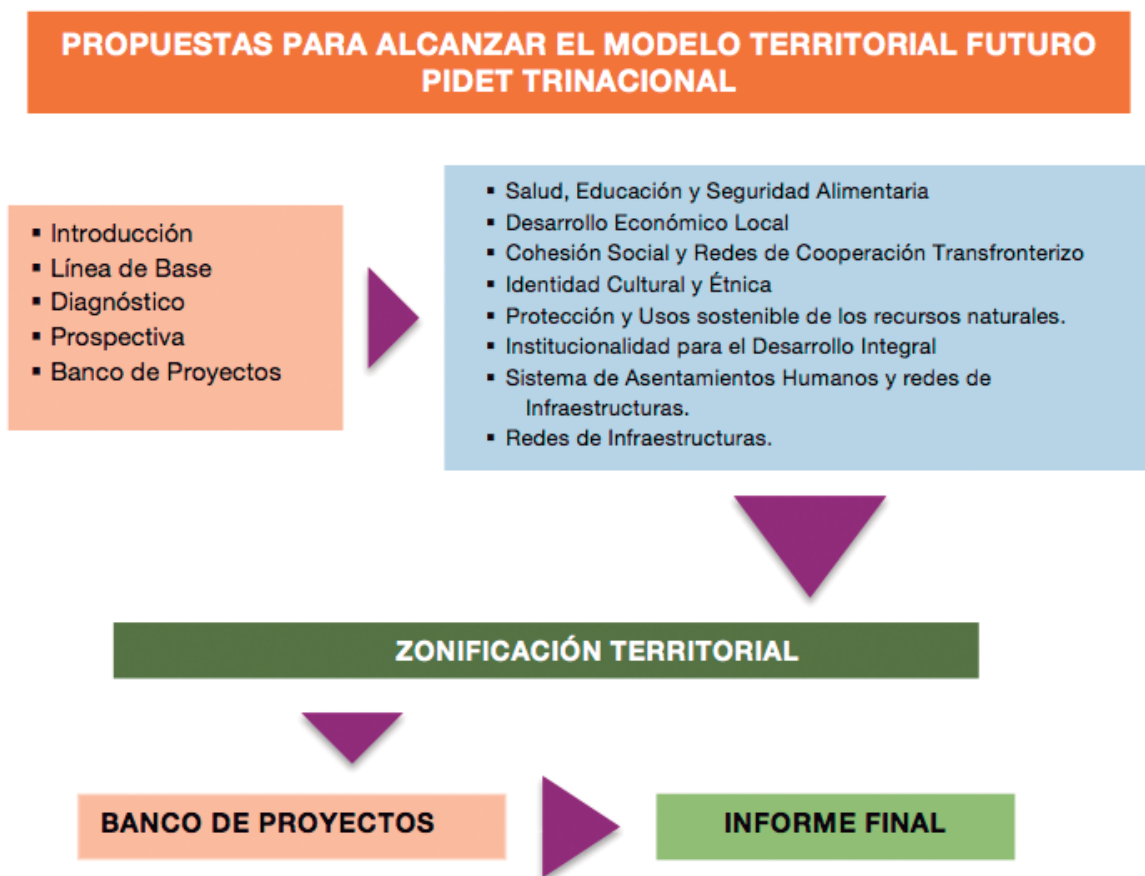 PROPUESTAS PARA ALCANZAR EL MODELO TERRITORIAL FUTURO
PIDET TRINACIONAL
▪ Introducción
▪ Línea de Base
▪ Diagnóstico
▪ Prospectiva
▪ Banco de Proyectos
▪ Salud, Educación y Seguridad Alimentaria
▪ Desarrollo Económico Local
▪ Cohesión Social y Redes de Cooperación Transfronterizo
▪ Identidad Cultural y Étnica
▪ Protección y Usos sostenible de los recursos naturales.
▪ Institucionalidad para el Desarrollo Integral
▪ Sistema de Asentamientos Humanos y redes de
Infraestructuras.
▪ Redes de Infraestructuras.
ZONIFICACIÓN TERRITORIAL
BANCO DE PROYECTOS
INFORME FINAL